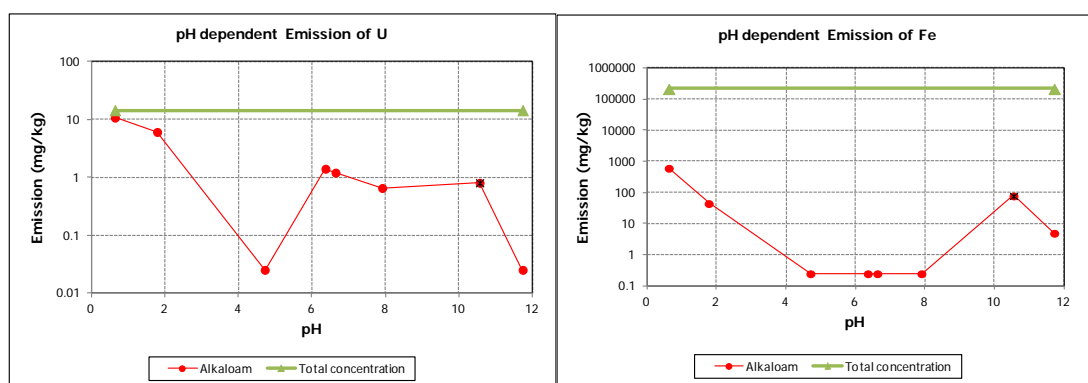 pH dependent Emission of U
Emission (mg/kg)
100
10
1
0.1
0.01
0 2 4 6 8 10 12
pH
Alkaloam Total concentration
pH dependent Emission of Fe
Emission (mg/kg)
1000000
100000
10000
1000
100
10
1
0.1
0 2 4 6 8 10 12
pH
Alkaloam Total concentration